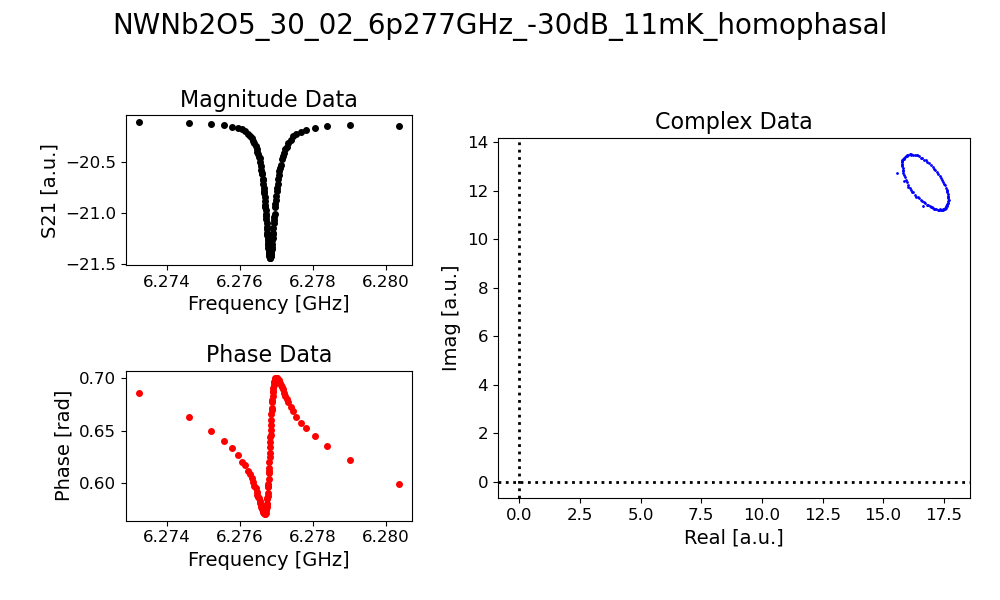 NWNb2O5_30_02_6p277GHz_-30dB_11mK_homophasal
Magnitude Data
S21 [a.u.]
−20.5
−21.0
−21.5
6.274 6.276 6.278 6.280
Frequency [GHz]
Phase Data
Phase [rad]
0.70
0.65
0.60
6.274 6.276 6.278 6.280
Frequency [GHz]
Complex Data
Imag [a.u.]
14
12
10
8
6
4
2
0
0.0 2.5 5.0 7.5 10.0 12.5 15.0 17.5
Real [a.u.]